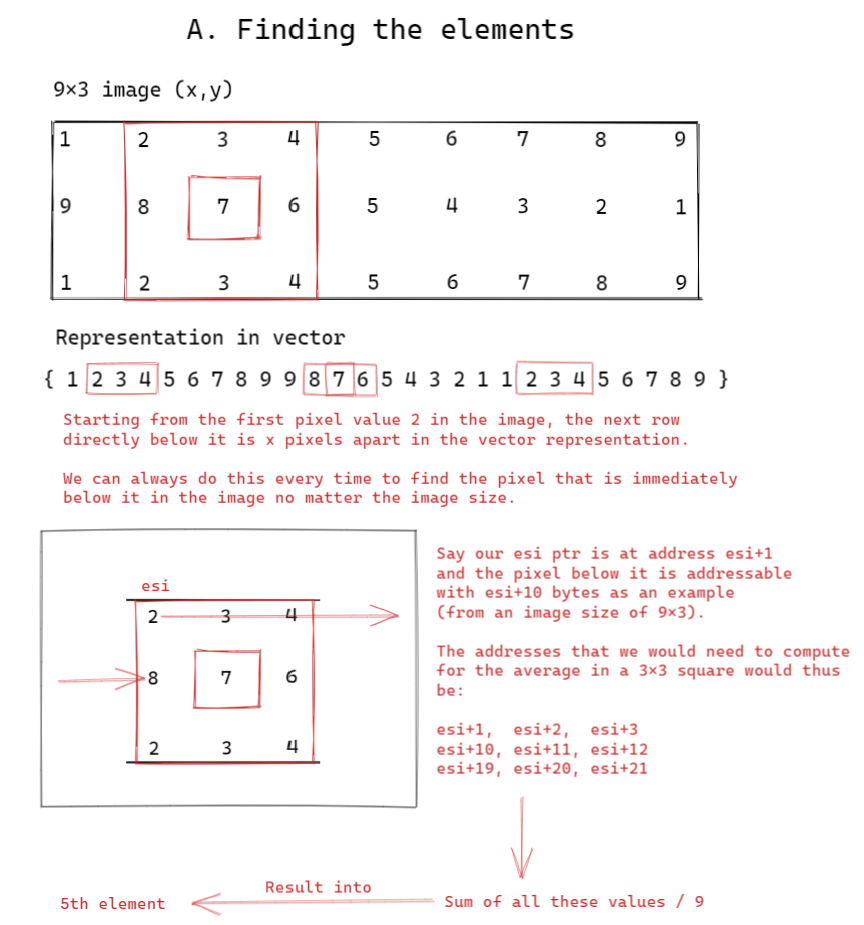 A. Finding the elements
9×3 image (x,y)
1 2 3 4 5 6 7 8 9
9 8 7 6 5 4 3 2 1
1 2 3 4 5 6 7 8 9
Representation in vector
{ 1 2 3 4 5 6 7 8 9 9 8 7 6 5 4 3 2 1 1 2 3 4 5 6 7 8 9 }
Starting from the first pixel value 2 in the image, the next row
directly below it is x pixels apart in the vector representation.
We can always do this every time to find the pixel that is immediately
below it in the image no matter the image size.
esi
2 3 4
8 7 6
2 3 4
Say our esi ptr is at address esi+1
and the pixel below it is addressable
with esi+10 bytes as an example
(from an image size of 9×3).
The addresses that we would need to compute
for the average in a 3×3 square would thus
be:
esi+1, esi+2, esi+3
esi+10, esi+11, esi+12
esi+19, esi+20, esi+21
Sum of all these values / 9
Result into
5th element